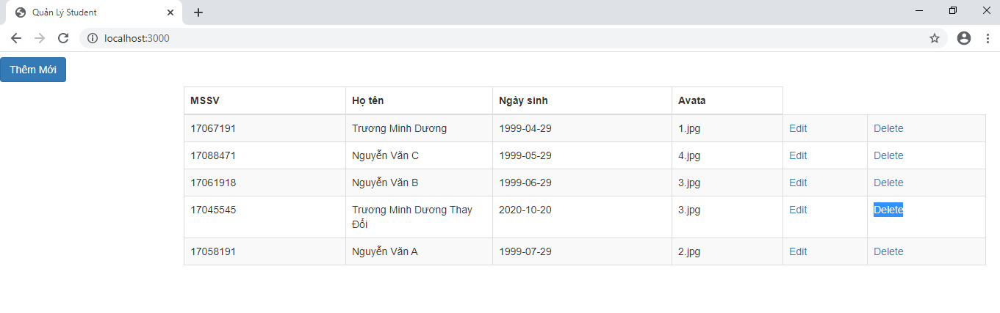 Quản Lý Student
localhost:3000
Thêm Mới
MSSV Họ tên Ngày sinh Avata
17067191 Trương Minh Dương 1999-04-29 1.jpg Edit Delete
17088471 Nguyễn Văn C 1999-05-29 4.jpg Edit Delete
17061918 Nguyễn Văn B 1999-06-29 3.jpg Edit Delete
17045545 Trương Minh Dương Thay 2020-10-20 3.jpg Edit Delete
Đổi
17058191 Nguyễn Văn A 1999-07-29 2.jpg Edit Delete